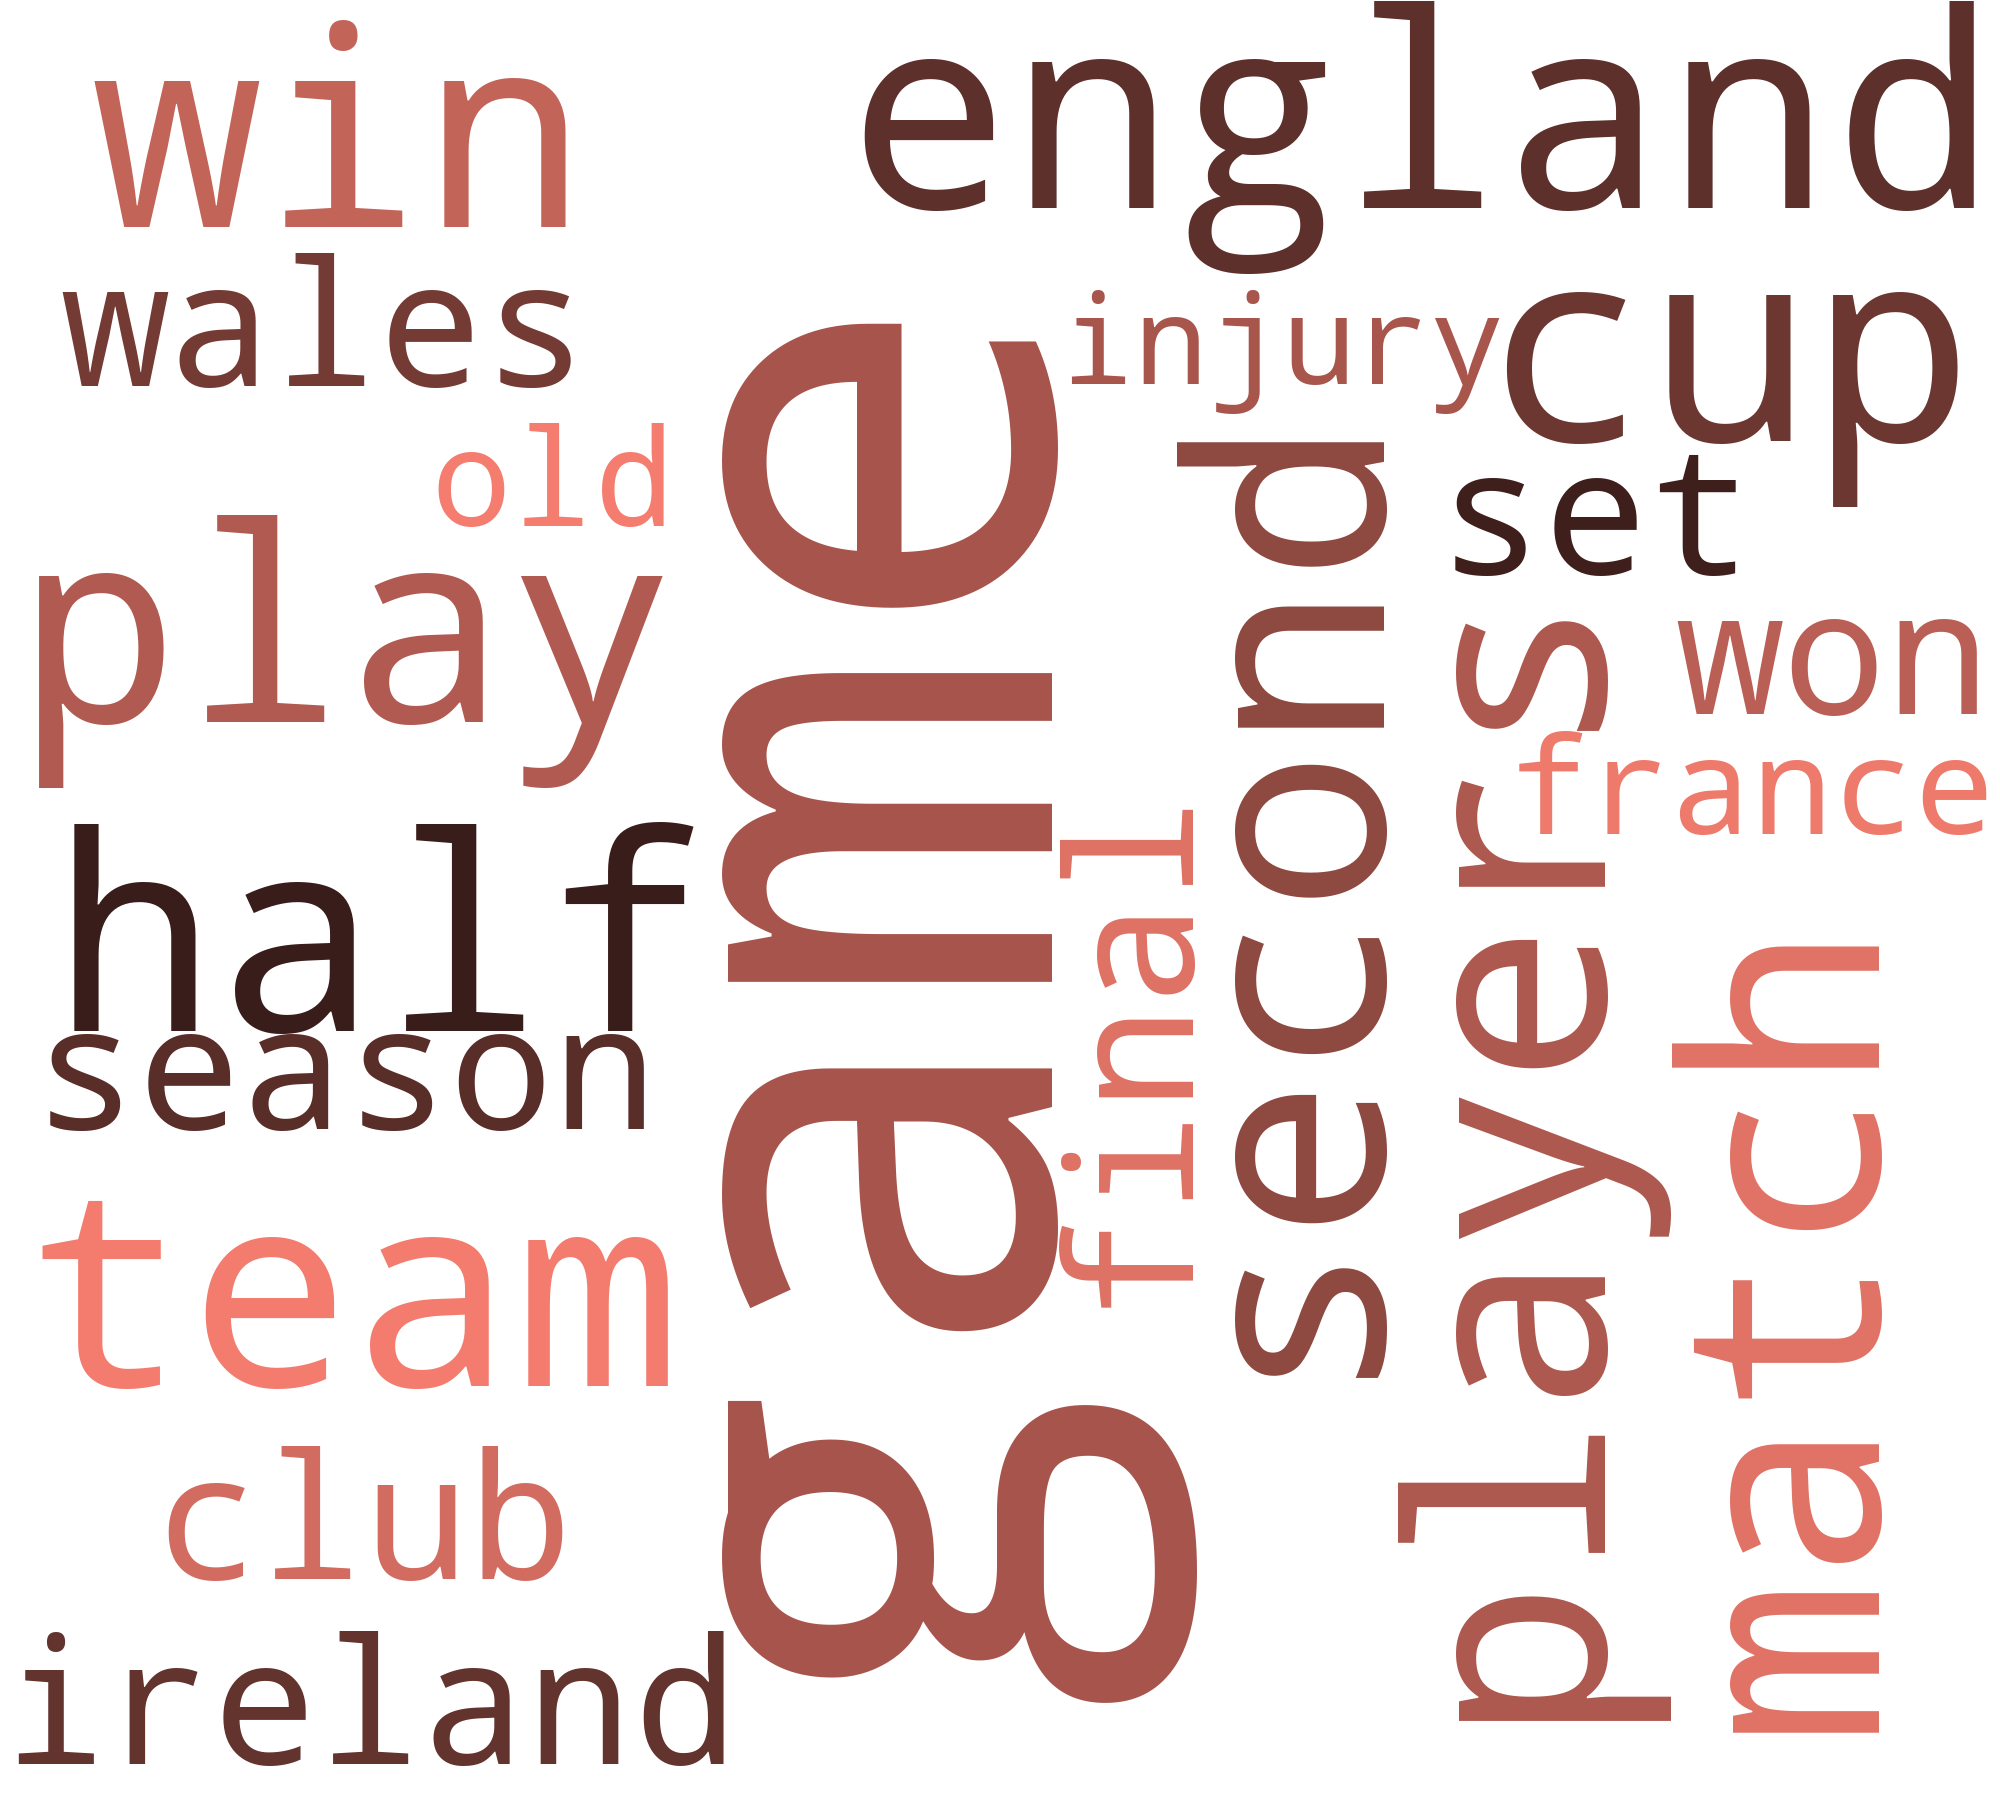 win
england
wales
injury
cup
old
set
play
game
second
players
won
france
final
half
season
match
team
club
ireland